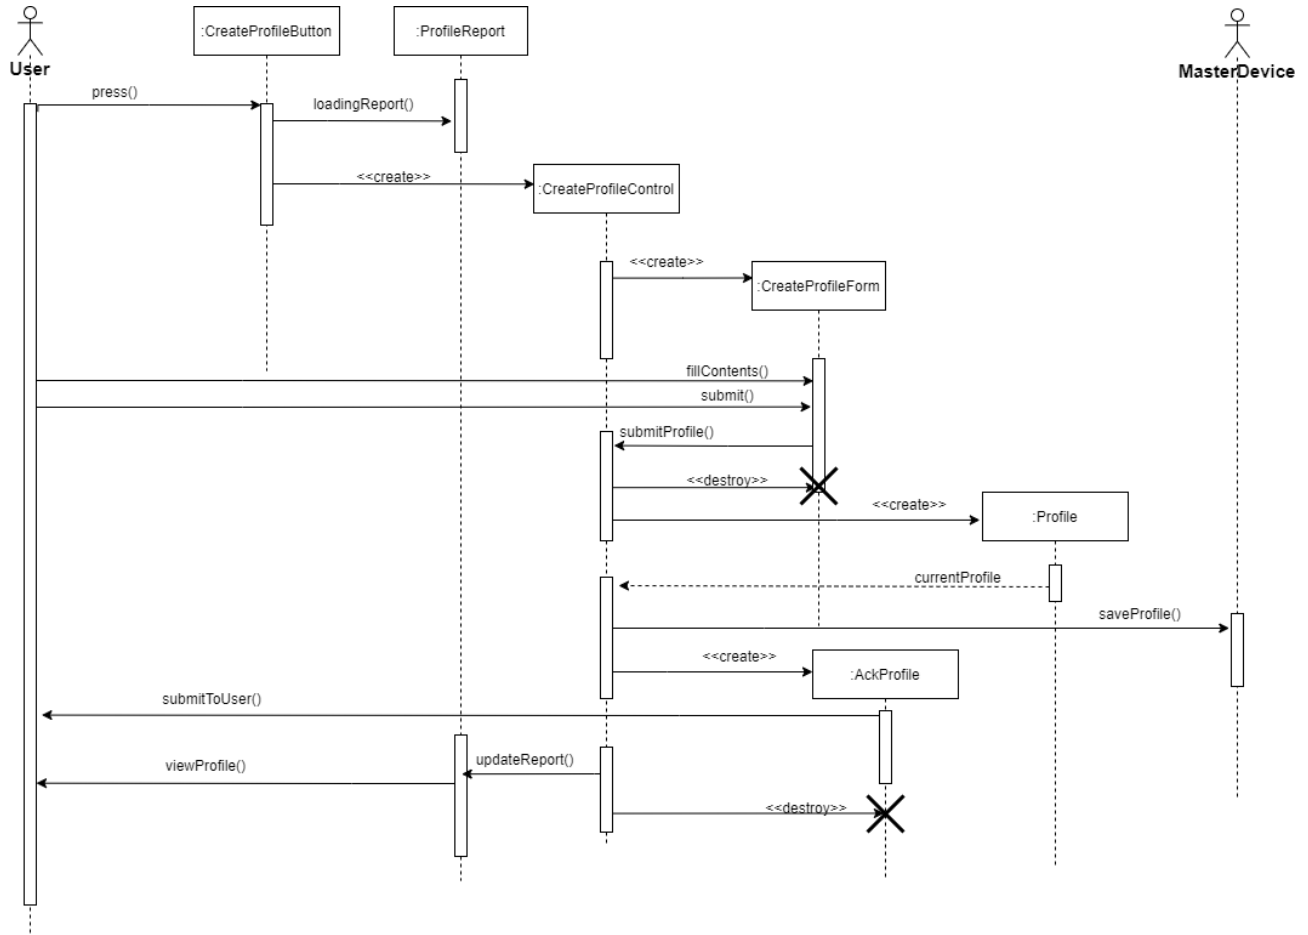 :CreateProfileButton
:ProfileReport
User
MasterDevice
press()
loadingReport()
<<create>>
:CreateProfileControl
<<create>>
:CreateProfileForm
fillContents()
submit()
submitProfile()
<<destroy>>
<<create>>
:Profile
currentProfile
saveProfile()
<<create>>
:AckProfile
submitToUser()
updateReport()
viewProfile()
<<destroy>>